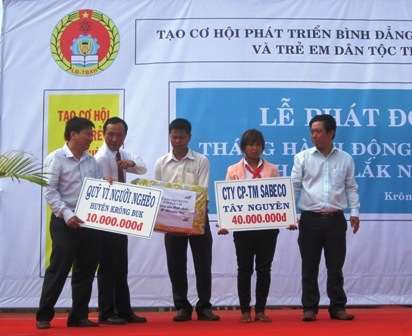 TẠO CƠ HỘI PHÁT TRIỂN BÌNH ĐẲNG
VÀ TRẺ EM DÂN TỘC
LĐ-TBXH
TẠO CƠ HỘI
LỄ PHÁT ĐỘ
THÁNG HÀNH ĐỘNG
LẮK N
Krôn
QUỸ VÌ NGƯỜI NGHÈO
HUYỆN KRÔNG BUK
10.000.000đ
CTY CP-TM SABECO
TÂY NGUYÊN
40.000.000đ